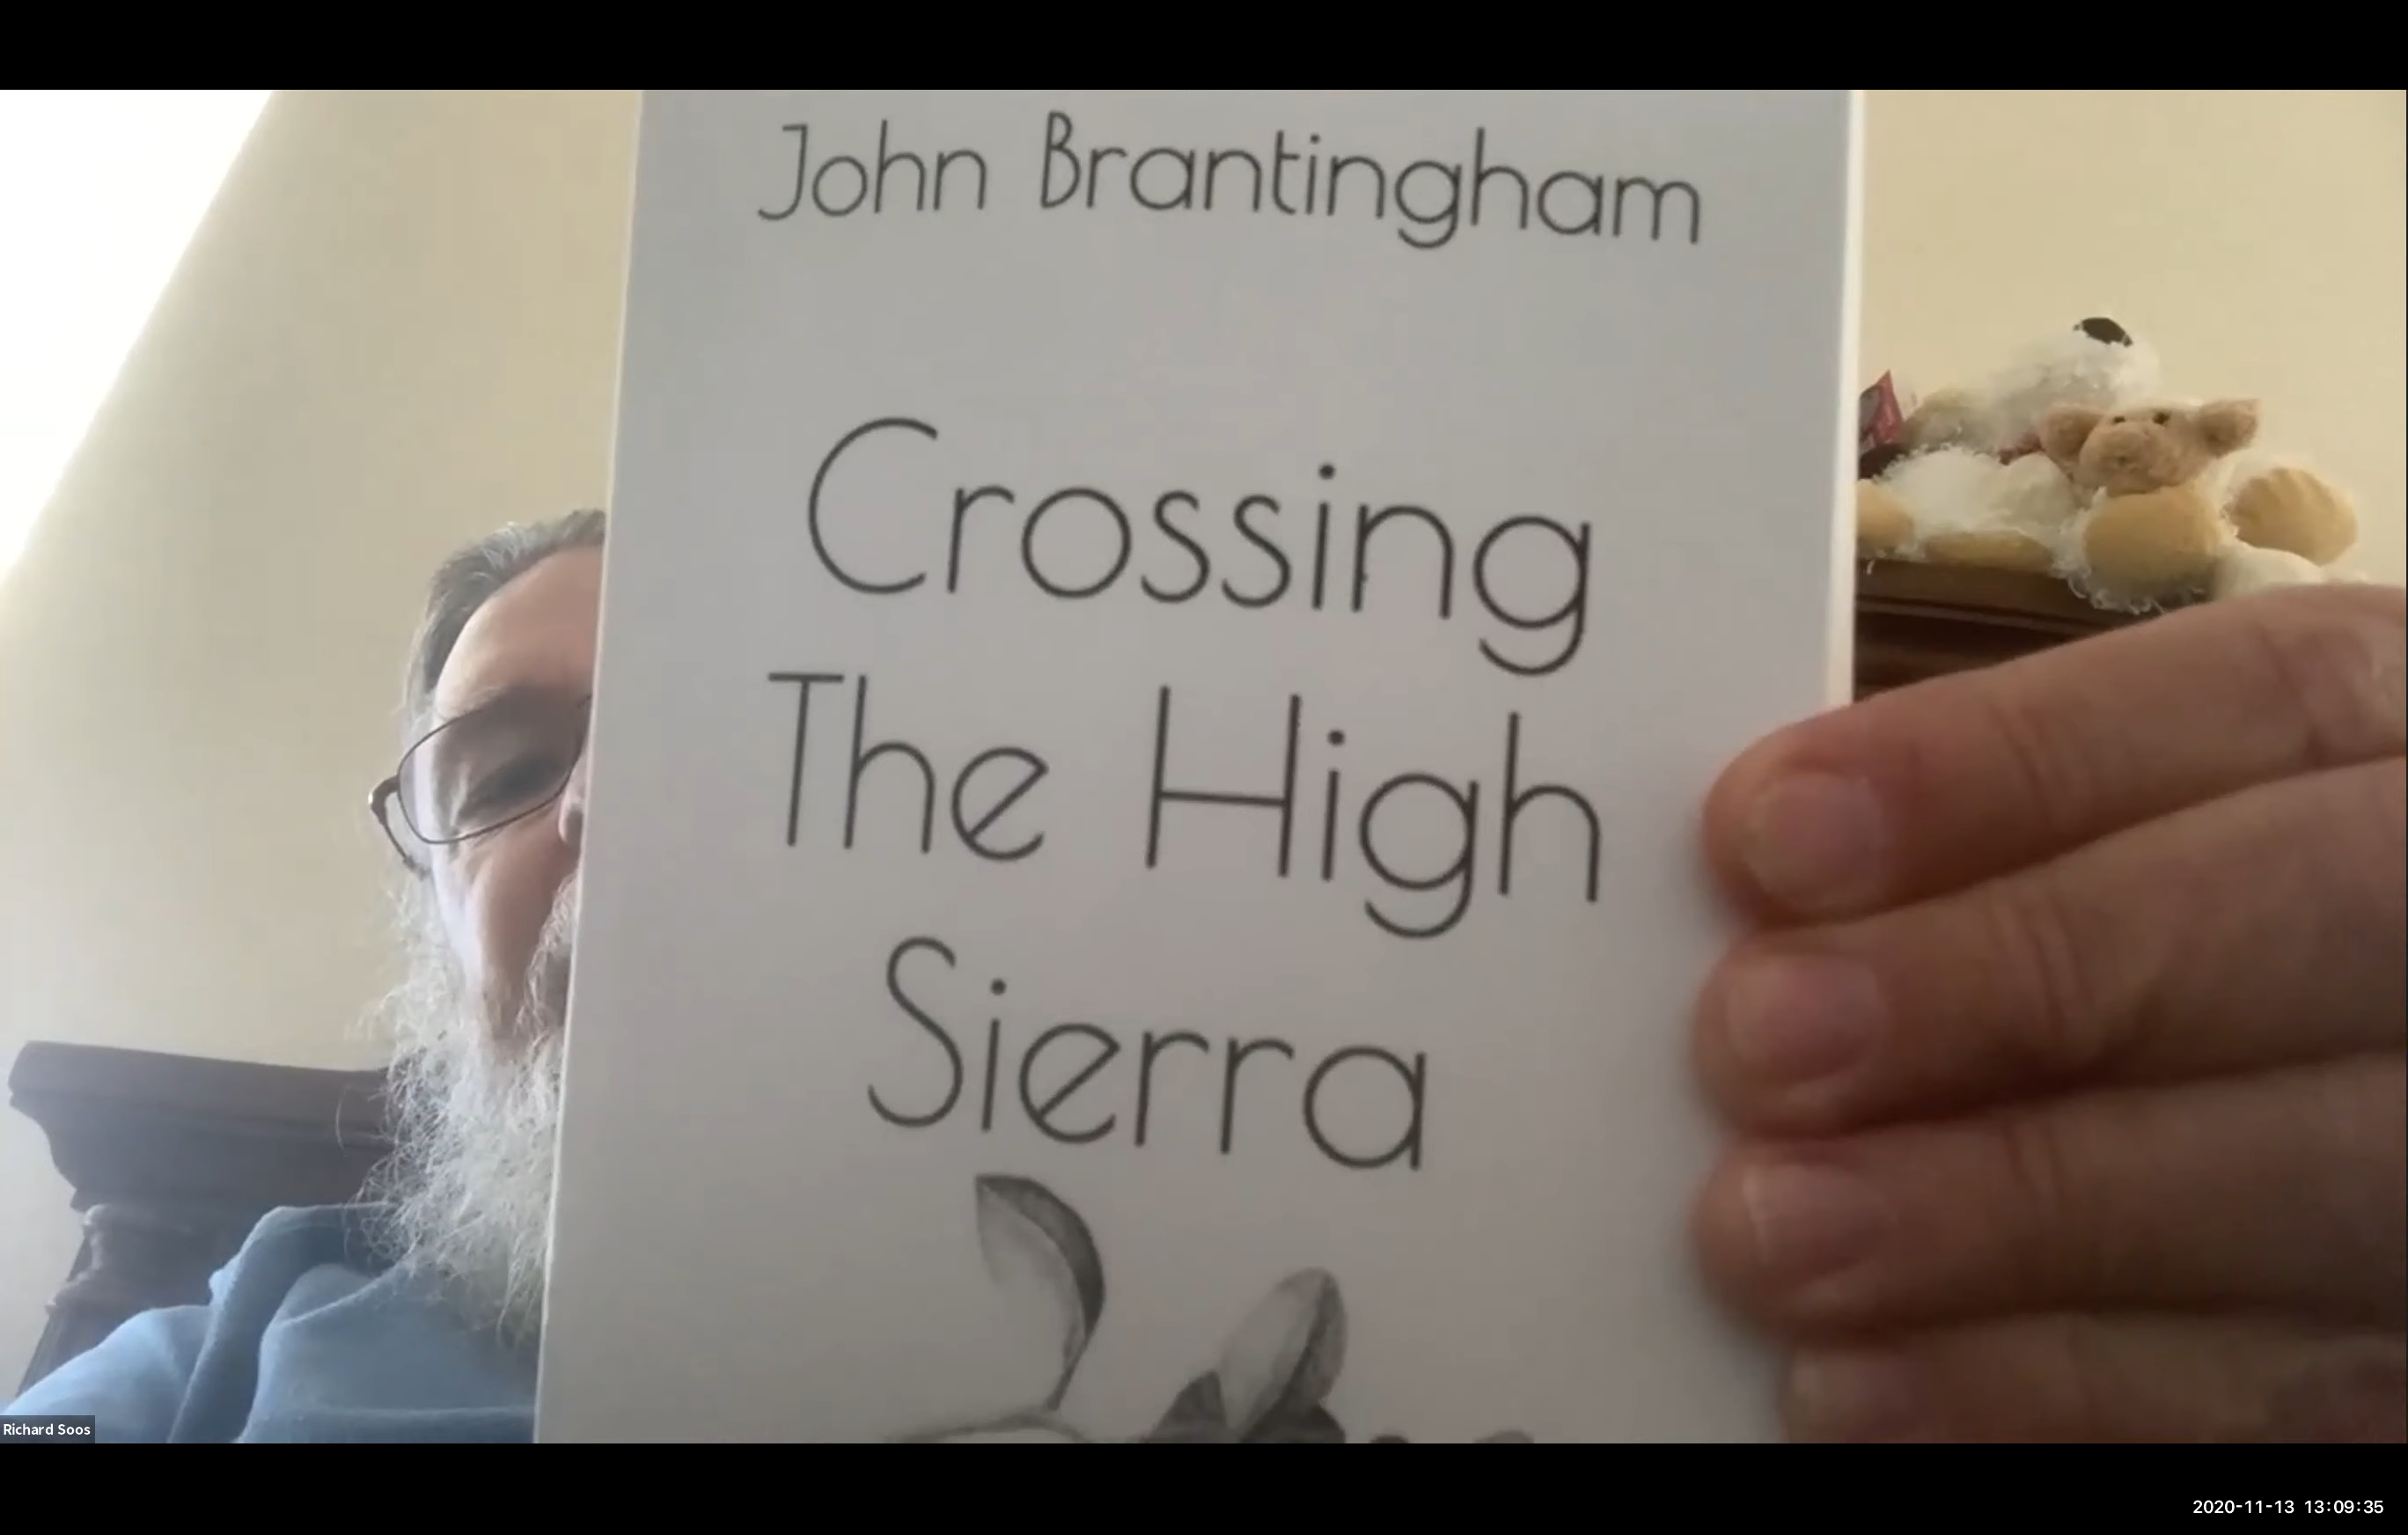 John Brantingham
Crossing
The High
Sierra
Richard Soos
2020-11-13 13:09:35